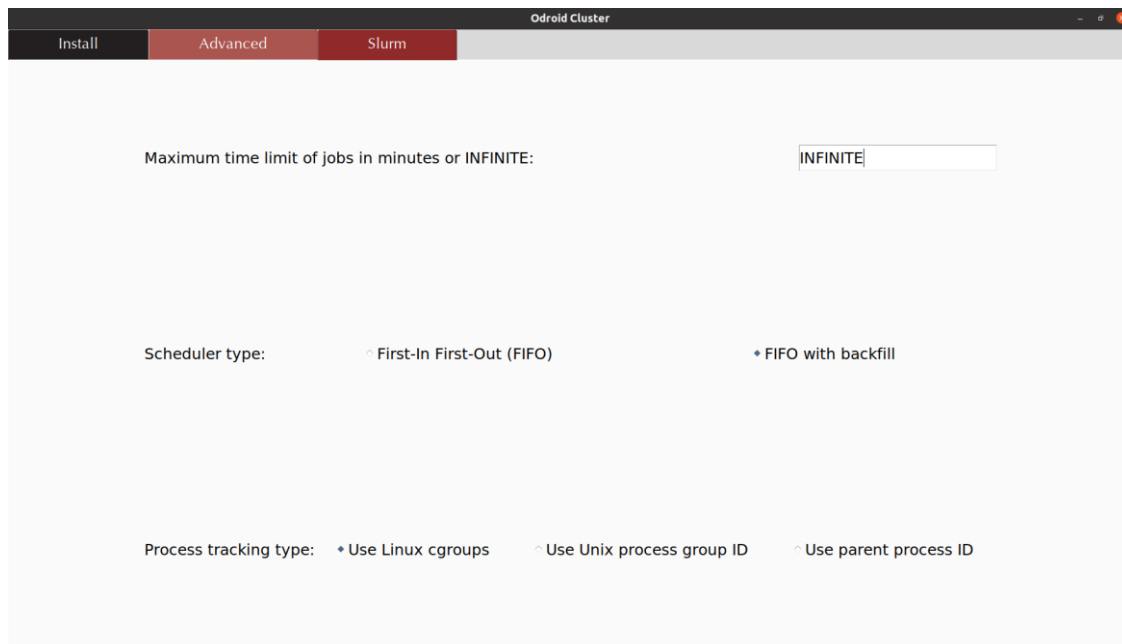 Odroid Cluster
Install Advanced Slurm
Maximum time limit of jobs in minutes or INFINITE: INFINITE
Scheduler type: First-In First-Out (FIFO) FIFO with backfill
Process tracking type: Use Linux cgroups Use Unix process group ID Use parent process ID